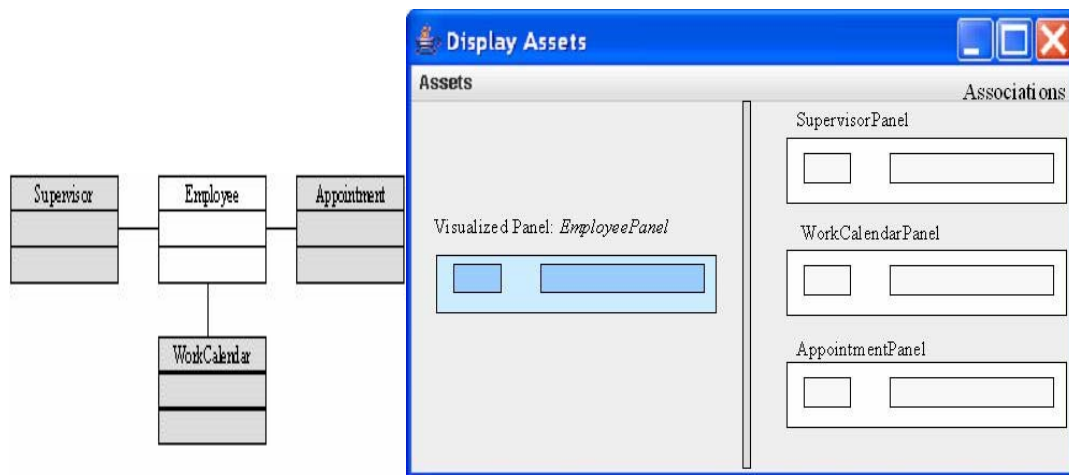 Supervisor
Employee
Appointment
WorkCalendar
Display Assets
Assets
Associations
Visualized Panel: EmployeePanel
SupervisorPanel
WorkCalendarPanel
AppointmentPanel